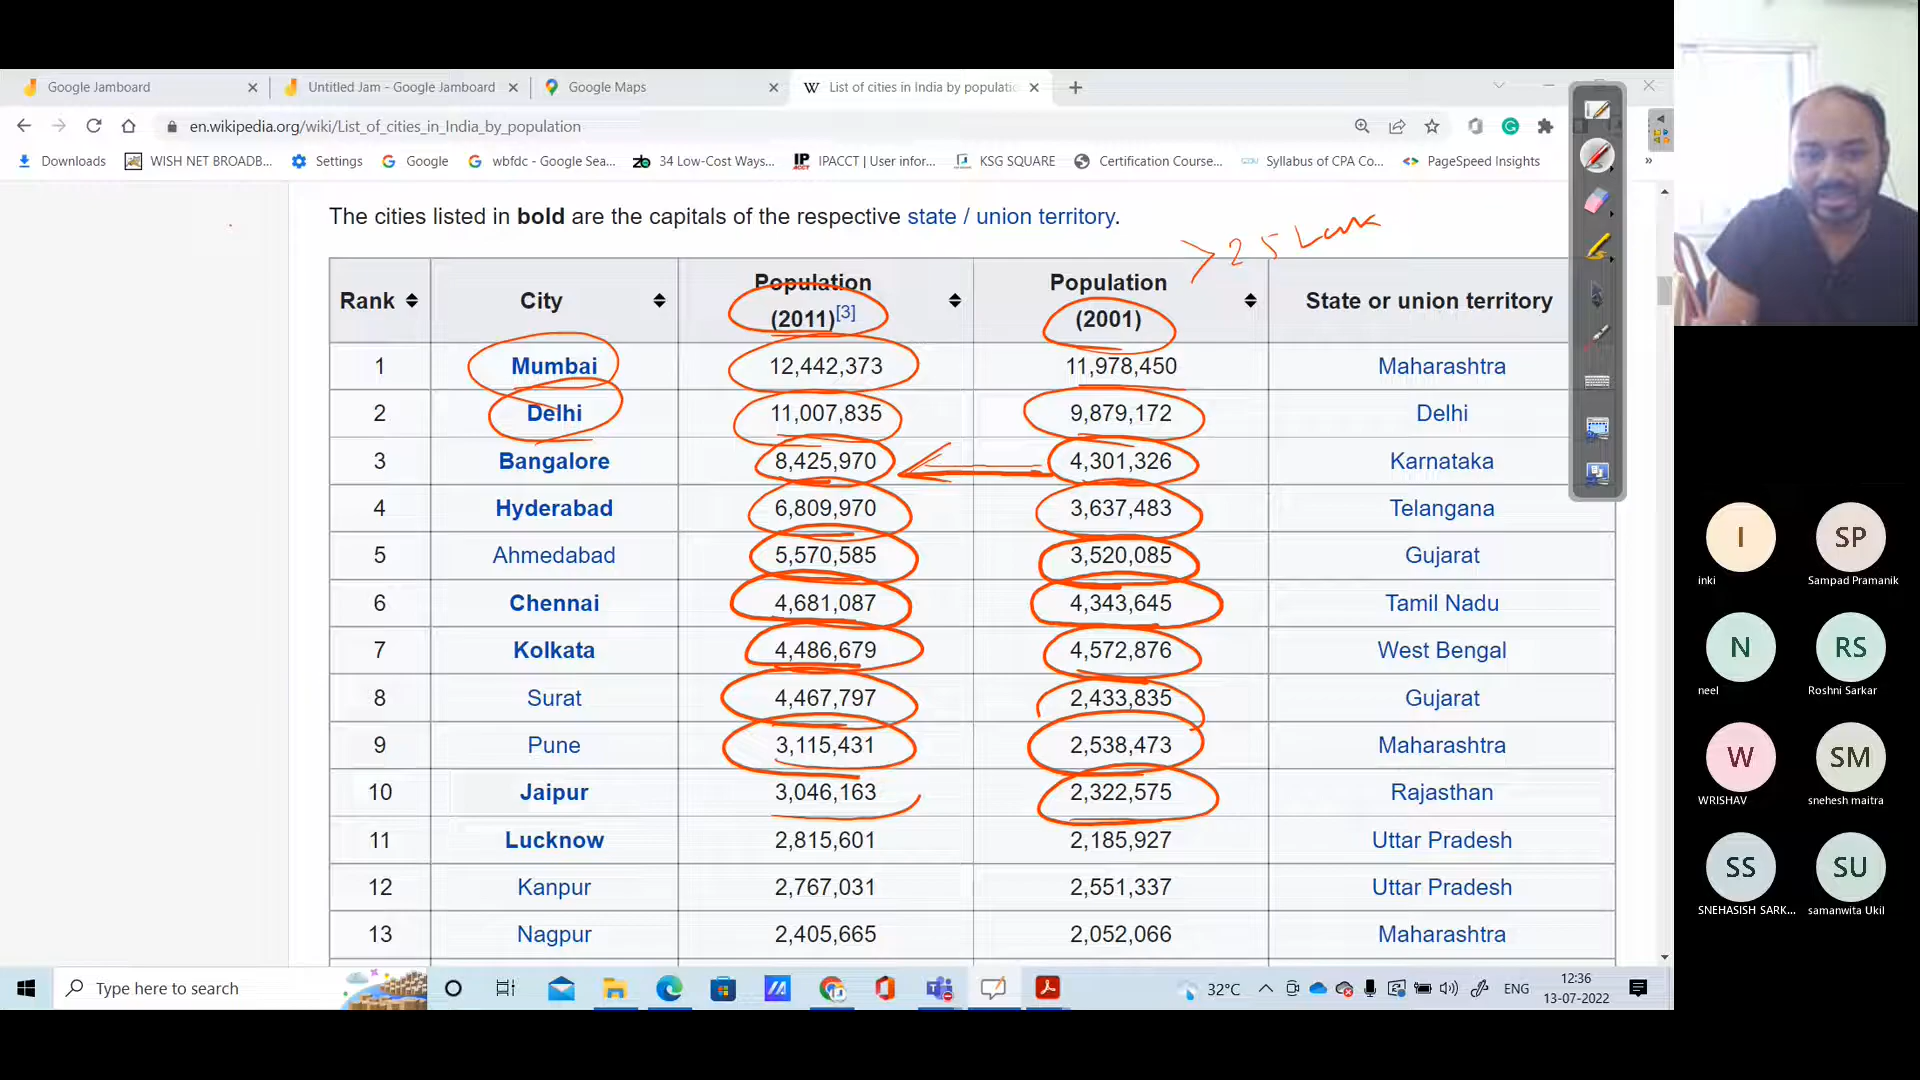 Google Jamboard Untitled Jam - Google Jamboard Google Maps W List of cities in India by populatio
en.wikipedia.org/wiki/List_of_cities_in_India_by_population
Downloads WISH NET BROADB... Settings Google wbfdc - Google Sea... 34 Low-Cost Ways... IPACCT | User infor... KSG SQUARE Certification Course... Syllabus of CPA Co... PageSpeed Insights »
The cities listed in bold are the capitals of the respective state / union territory.
> 25 Lakh
Rank City Population (2011)[3] Population (2001) State or union territory
1 Mumbai 12,442,373 11,978,450 Maharashtra
2 Delhi 11,007,835 9,879,172 Delhi
3 Bangalore 8,425,970 4,301,326 Karnataka
4 Hyderabad 6,809,970 3,637,483 Telangana
5 Ahmedabad 5,570,585 3,520,085 Gujarat
6 Chennai 4,681,087 4,343,645 Tamil Nadu
7 Kolkata 4,486,679 4,572,876 West Bengal
8 Surat 4,467,797 2,433,835 Gujarat
9 Pune 3,115,431 2,538,473 Maharashtra
10 Jaipur 3,046,163 2,322,575 Rajasthan
11 Lucknow 2,815,601 2,185,927 Uttar Pradesh
12 Kanpur 2,767,031 2,551,337 Uttar Pradesh
13 Nagpur 2,405,665 2,052,066 Maharashtra
Type here to search 32°C ENG 12:36
13-07-2022
I SP
inki Sampad Pramanik
N RS
neel Roshni Sarkar
W SM
WRISHAV snehesh maitra
SS SU
SNEHASISH SARK... samanwita Ukil